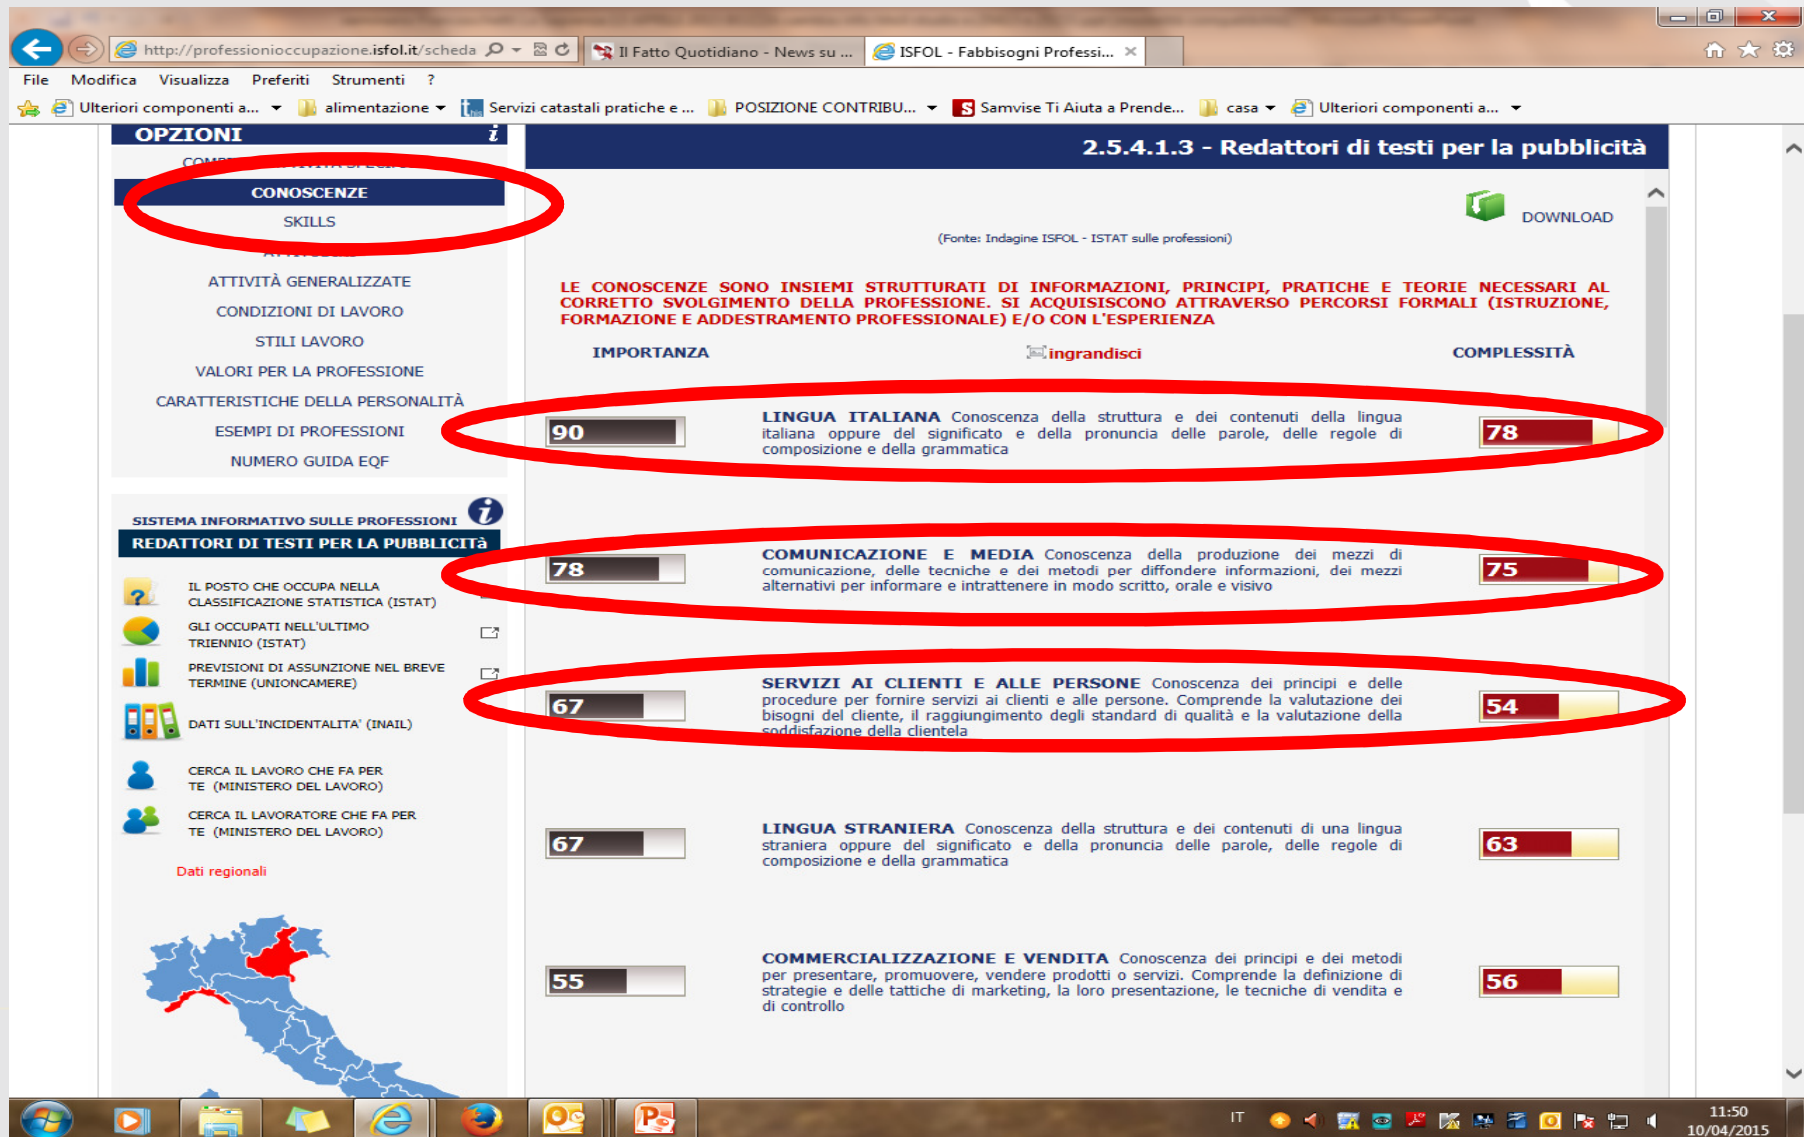 http://professionioccupazione.isfol.it/scheda
Il Fatto Quotidiano - News su ...
ISFOL - Fabbisogni Professi...
File Modifica Visualizza Preferiti Strumenti ?
Ulteriori componenti a...
alimentazione
Servizi catastali pratiche e ...
POSIZIONE CONTRIBU...
Samvise Ti Aiuta a Prende...
casa
Ulteriori componenti a...
OPZIONI
CONOSCENZE
SKILLS
ATTIVITÀ GENERALIZZATE
CONDIZIONI DI LAVORO
STILI LAVORO
VALORI PER LA PROFESSIONE
CARATTERISTICHE DELLA PERSONALITÀ
ESEMPI DI PROFESSIONI
NUMERO GUIDA EQF
SISTEMA INFORMATIVO SULLE PROFESSIONI
REDATTORI DI TESTI PER LA PUBBLICITà
IL POSTO CHE OCCUPA NELLA
CLASSIFICAZIONE STATISTICA (ISTAT)
GLI OCCUPATI NELL'ULTIMO
TRIENNIO (ISTAT)
PREVISIONI DI ASSUNZIONE NEL BREVE
TERMINE (UNIONCAMERE)
DATI SULL'INCIDENTALITA' (INAIL)
CERCA IL LAVORO CHE FA PER
TE (MINISTERO DEL LAVORO)
CERCA IL LAVORATORE CHE FA PER
TE (MINISTERO DEL LAVORO)
Dati regionali
2.5.4.1.3 - Redattori di testi per la pubblicità
DOWNLOAD
(Fonte: Indagine ISFOL - ISTAT sulle professioni)
LE CONOSCENZE SONO INSIEMI STRUTTURATI DI INFORMAZIONI, PRINCIPI, PRATICHE E TEORIE NECESSARI AL
CORRETTO SVOLGIMENTO DELLA PROFESSIONE. SI ACQUISISCONO ATTRAVERSO PERCORSI FORMALI (ISTRUZIONE,
FORMAZIONE E ADDESTRAMENTO PROFESSIONALE) E/O CON L'ESPERIENZA
IMPORTANZA ingrandisci COMPLESSITÀ
90
LINGUA ITALIANA Conoscenza della struttura e dei contenuti della lingua
italiana oppure del significato e della pronuncia delle parole, delle regole di
composizione e della grammatica
78
78
COMUNICAZIONE E MEDIA Conoscenza della produzione dei mezzi di
comunicazione, delle tecniche e dei metodi per diffondere informazioni, dei mezzi
alternativi per informare e intrattenere in modo scritto, orale e visivo
75
67
SERVIZI AI CLIENTI E ALLE PERSONE Conoscenza dei principi e delle
procedure per fornire servizi ai clienti e alle persone. Comprende la valutazione dei
bisogni del cliente, il raggiungimento degli standard di qualità e la valutazione della
soddisfazione della clientela
54
67
LINGUA STRANIERA Conoscenza della struttura e dei contenuti di una lingua
straniera oppure del significato e della pronuncia delle parole, delle regole di
composizione e della grammatica
63
55
COMMERCIALIZZAZIONE E VENDITA Conoscenza dei principi e dei metodi
per presentare, promuovere, vendere prodotti o servizi. Comprende la definizione di
strategie e delle tattiche di marketing, la loro presentazione, le tecniche di vendita e
di controllo
56
IT
11:50
10/04/2015